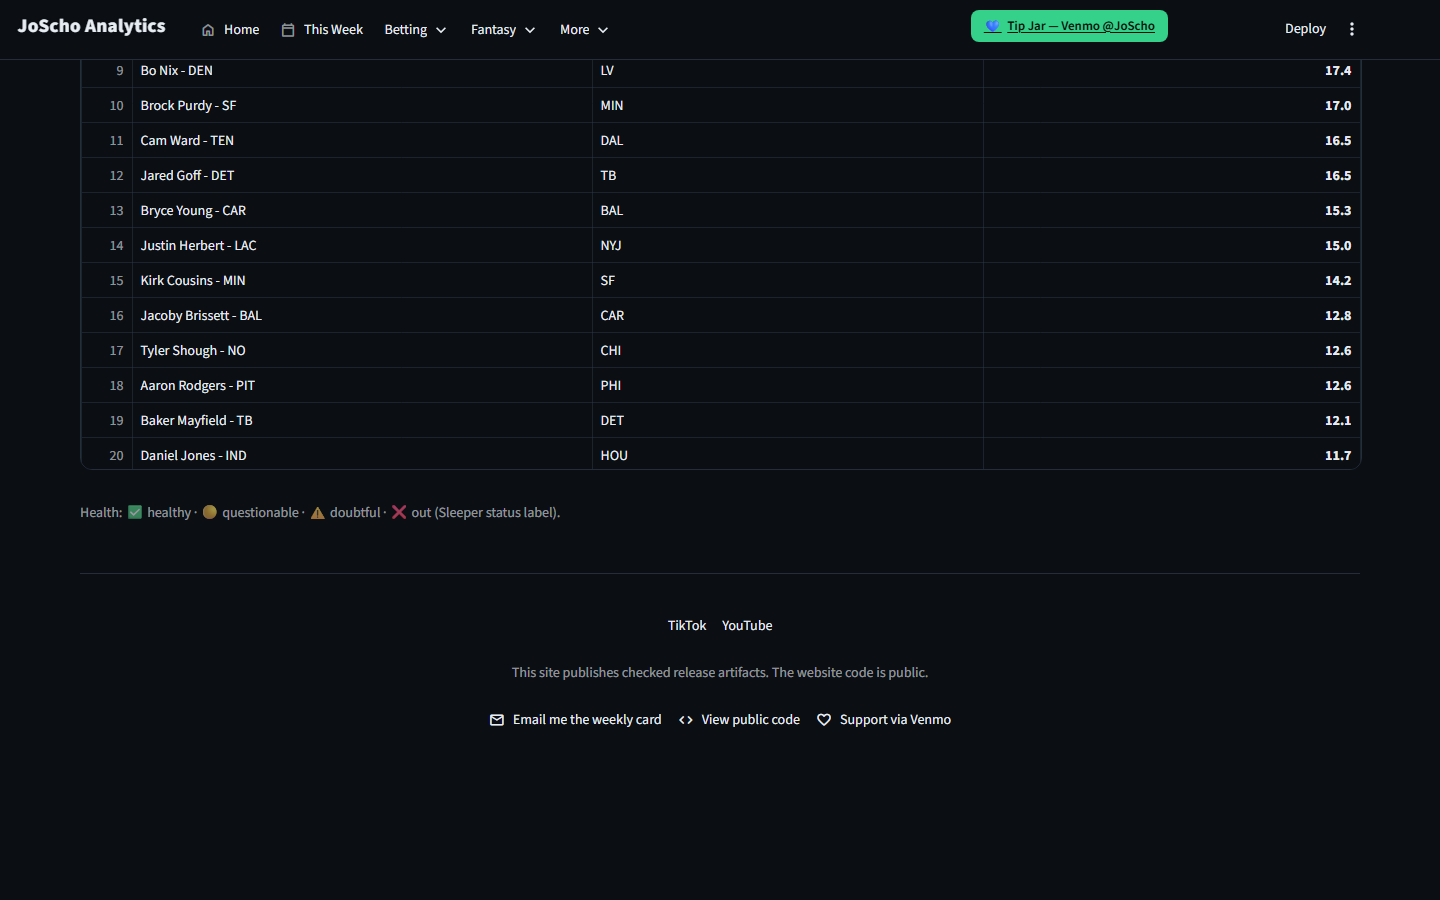 JoScho Analytics Home This Week Betting Fantasy More 💙 Tip Jar — Venmo @JoScho Deploy
9 Bo Nix - DEN LV 17.4
10 Brock Purdy - SF MIN 17.0
11 Cam Ward - TEN DAL 16.5
12 Jared Goff - DET TB 16.5
13 Bryce Young - CAR BAL 15.3
14 Justin Herbert - LAC NYJ 15.0
15 Kirk Cousins - MIN SF 14.2
16 Jacoby Brissett - BAL CAR 12.8
17 Tyler Shough - NO CHI 12.6
18 Aaron Rodgers - PIT PHI 12.6
19 Baker Mayfield - TB DET 12.1
20 Daniel Jones - IND HOU 11.7
Health: ✅ healthy · 🟡 questionable · ⚠️ doubtful · ❌ out (Sleeper status label).
TikTok YouTube
This site publishes checked release artifacts. The website code is public.
Email me the weekly card View public code Support via Venmo